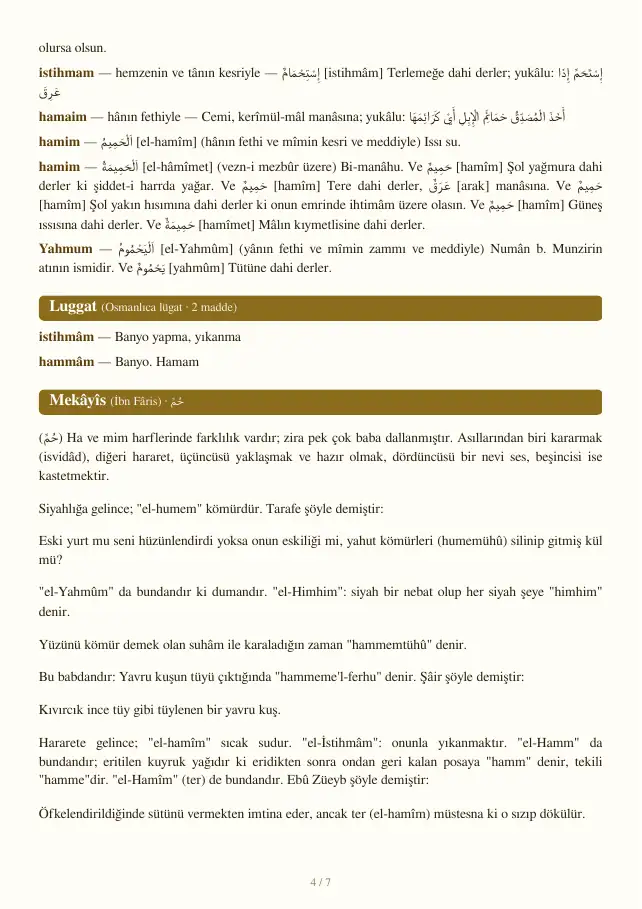 olursa olsun.
istihmam — hemzenin ve tânın kesriyle — إِسْتِحْمَامٌ [istihmâm] Terlemeğe dahi derler; yukâlu: إِسْتَحَمَّ إِذَا
عَرِقَ
hamaim — hânın fethiyle — Cemi, kerîmül-mâl manâsına; yukâlu: أَخَذَ الْمُصَدِّقُ حَمَائِمَ الْإِبِلِ أَيْ كَرَائِمَهَا
hamim — اَلْحَمِيمُ [el-hamîm] (hânın fethi ve mîmin kesri ve meddiyle) Issı su.
hamim — اَلْحَمِيمَةُ [el-hâmîmet] (vezn-i mezbûr üzere) Bi-manâhu. Ve حَمِيمٌ [hamîm] Şol yağmura dahi
derler ki şiddet-i harrda yağar. Ve حَمِيمٌ [hamîm] Tere dahi derler, عَرَقٌ [arak] manâsına. Ve حَمِيمٌ
[hamîm] Şol yakın hısımına dahi derler ki onun emrinde ihtimâm üzere olasın. Ve حَمِيمٌ [hamîm] Güneş
ıssısına dahi derler. Ve حَمِيمَةٌ [hamîmet] Mâlın kıymetlisine dahi derler.
Yahmum — اَلْيَحْمُومُ [el-Yahmûm] (yânın fethi ve mîmin zammı ve meddiyle) Numân b. Munzirin
atının ismidir. Ve يَحْمُومٌ [yahmûm] Tütüne dahi derler.
Luggat (Osmanlıca lügat · 2 madde)
istihmâm — Banyo yapma, yıkanma
hammâm — Banyo. Hamam
Mekâyîs (İbn Fâris) · حُمَّ
(حُمَّ) Ha ve mim harflerinde farklılık vardır; zira pek çok baba dallanmıştır. Asıllarından biri kararmak
(isvidâd), diğeri hararet, üçüncüsü yaklaşmak ve hazır olmak, dördüncüsü bir nevi ses, beşincisi ise
kastetmektir.
Siyahlığa gelince; "el-humem" kömürdür. Tarafe şöyle demiştir:
Eski yurt mu seni hüzünlendirdi yoksa onun eskiliği mi, yahut kömürleri (humemühû) silinip gitmiş kül
mü?
"el-Yahmûm" da bundandır ki dumandır. "el-Himhim": siyah bir nebat olup her siyah şeye "himhim"
denir.
Yüzünü kömür demek olan suhâm ile karaladığın zaman "hammemtühû" denir.
Bu babdandır: Yavru kuşun tüyü çıktığında "hammeme'l-ferhu" denir. Şâir şöyle demiştir:
Kıvırcık ince tüy gibi tüylenen bir yavru kuş.
Hararete gelince; "el-hamîm" sıcak sudur. "el-İstihmâm": onunla yıkanmaktır. "el-Hamm" da
bundandır; eritilen kuyruk yağıdır ki eridikten sonra ondan geri kalan posaya "hamm" denir, tekili
"hamme"dir. "el-Hamîm" (ter) de bundandır. Ebû Züeyb şöyle demiştir:
Öfkelendirildiğinde sütünü vermekten imtina eder, ancak ter (el-hamîm) müstesna ki o sızıp dökülür.
4 / 7